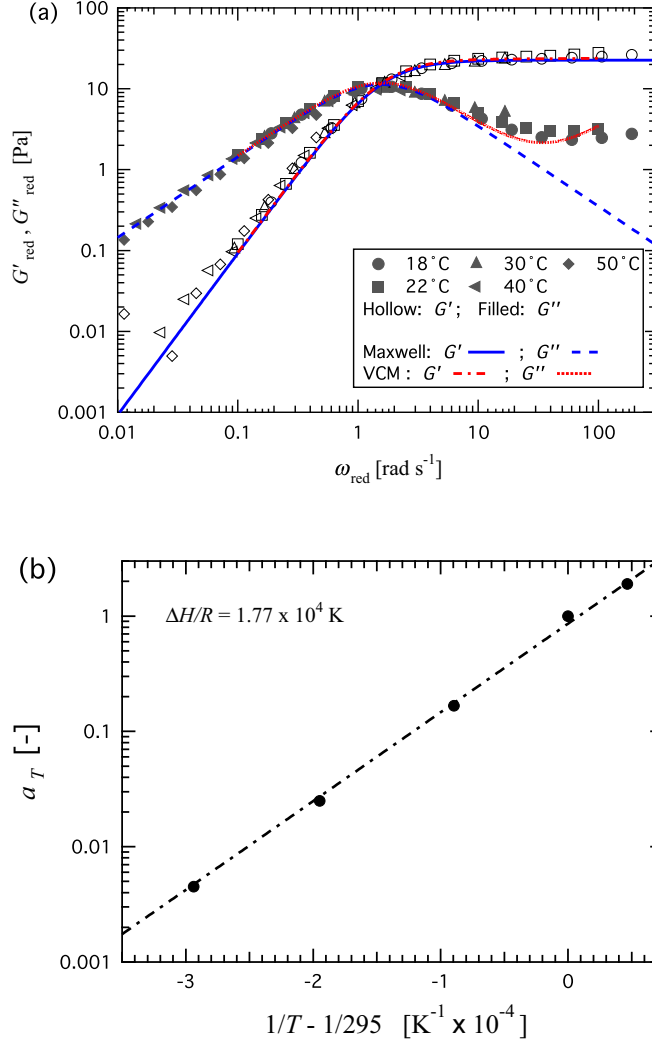 (a)
100
10
1
0.1
0.01
0.001
G′ red , G″ red [Pa]
18˚C 30˚C 50˚C
22˚C 40˚C
Hollow: G′ ; Filled: G″
Maxwell: G′ ; G″
VCM : G′ ; G″
0.01 0.1 1 10 100
ω red [rad s⁻¹]
(b)
ΔH/R = 1.77 x 10⁴ K
1
0.1
0.01
0.001
a T [-]
-3 -2 -1 0
1/T - 1/295 [K⁻¹ x 10⁻⁴]